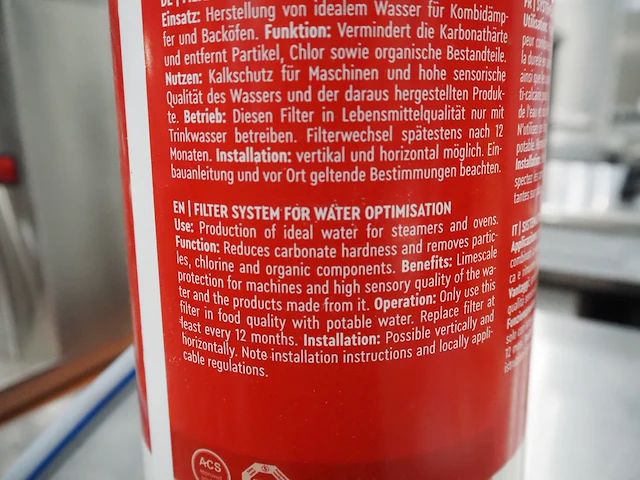 Einsatz: Herstellung von idealem Wasser für Kombidämp-
fer und Backöfen. Funktion: Vermindert die Karbonathärte
und entfernt Partikel, Chlor sowie organische Bestandteile.
Nutzen: Kalkschutz für Maschinen und hohe sensorische
Qualität des Wassers und der daraus hergestellten Produk-
te. Betrieb: Diesen Filter in Lebensmittelqualität nur mit
Trinkwasser betreiben. Filterwechsel spätestens nach 12
Monaten. Installation: vertikal und horizontal möglich. Ein-
bauanleitung und vor Ort geltende Bestimmungen beachten.
EN | FILTER SYSTEM FOR WATER OPTIMISATION
Use: Production of ideal water for steamers and ovens.
Function: Reduces carbonate hardness and removes partic-
les, chlorine and organic components. Benefits: Limescale
protection for machines and high sensory quality of the wa-
ter and the products made from it. Operation: Only use this
filter in food quality with potable water. Replace filter at
least every 12 months. Installation: Possible vertically and
horizontally. Note installation instructions and locally appli-
cable regulations.
ACS